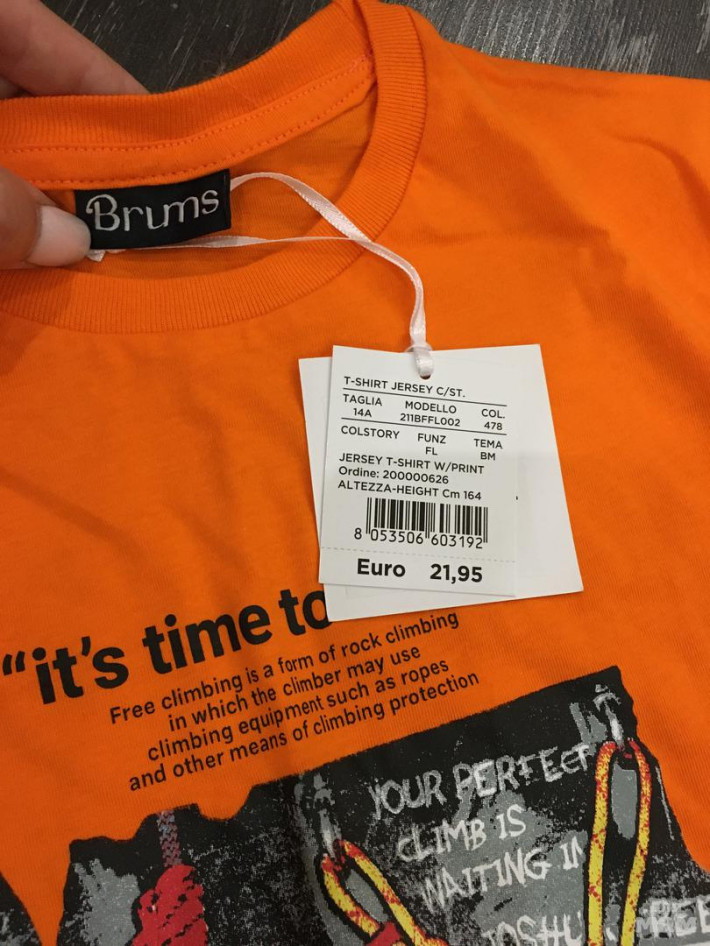 Brums
T-SHIRT JERSEY C/ST.
TAGLIA MODELLO COL.
14A 211BFFL002 478
COLSTORY FUNZ TEMA
FL BM
JERSEY T-SHIRT W/PRINT
Ordine: 200000626
ALTEZZA-HEIGHT Cm 164
8 053506 603192
Euro 21,95
"it's time to
Free climbing is a form of rock climbing
in which the climber may use
climbing equipment such as ropes
and other means of climbing protection
YOUR PERFECT
CLIMB IS
WAITING IN